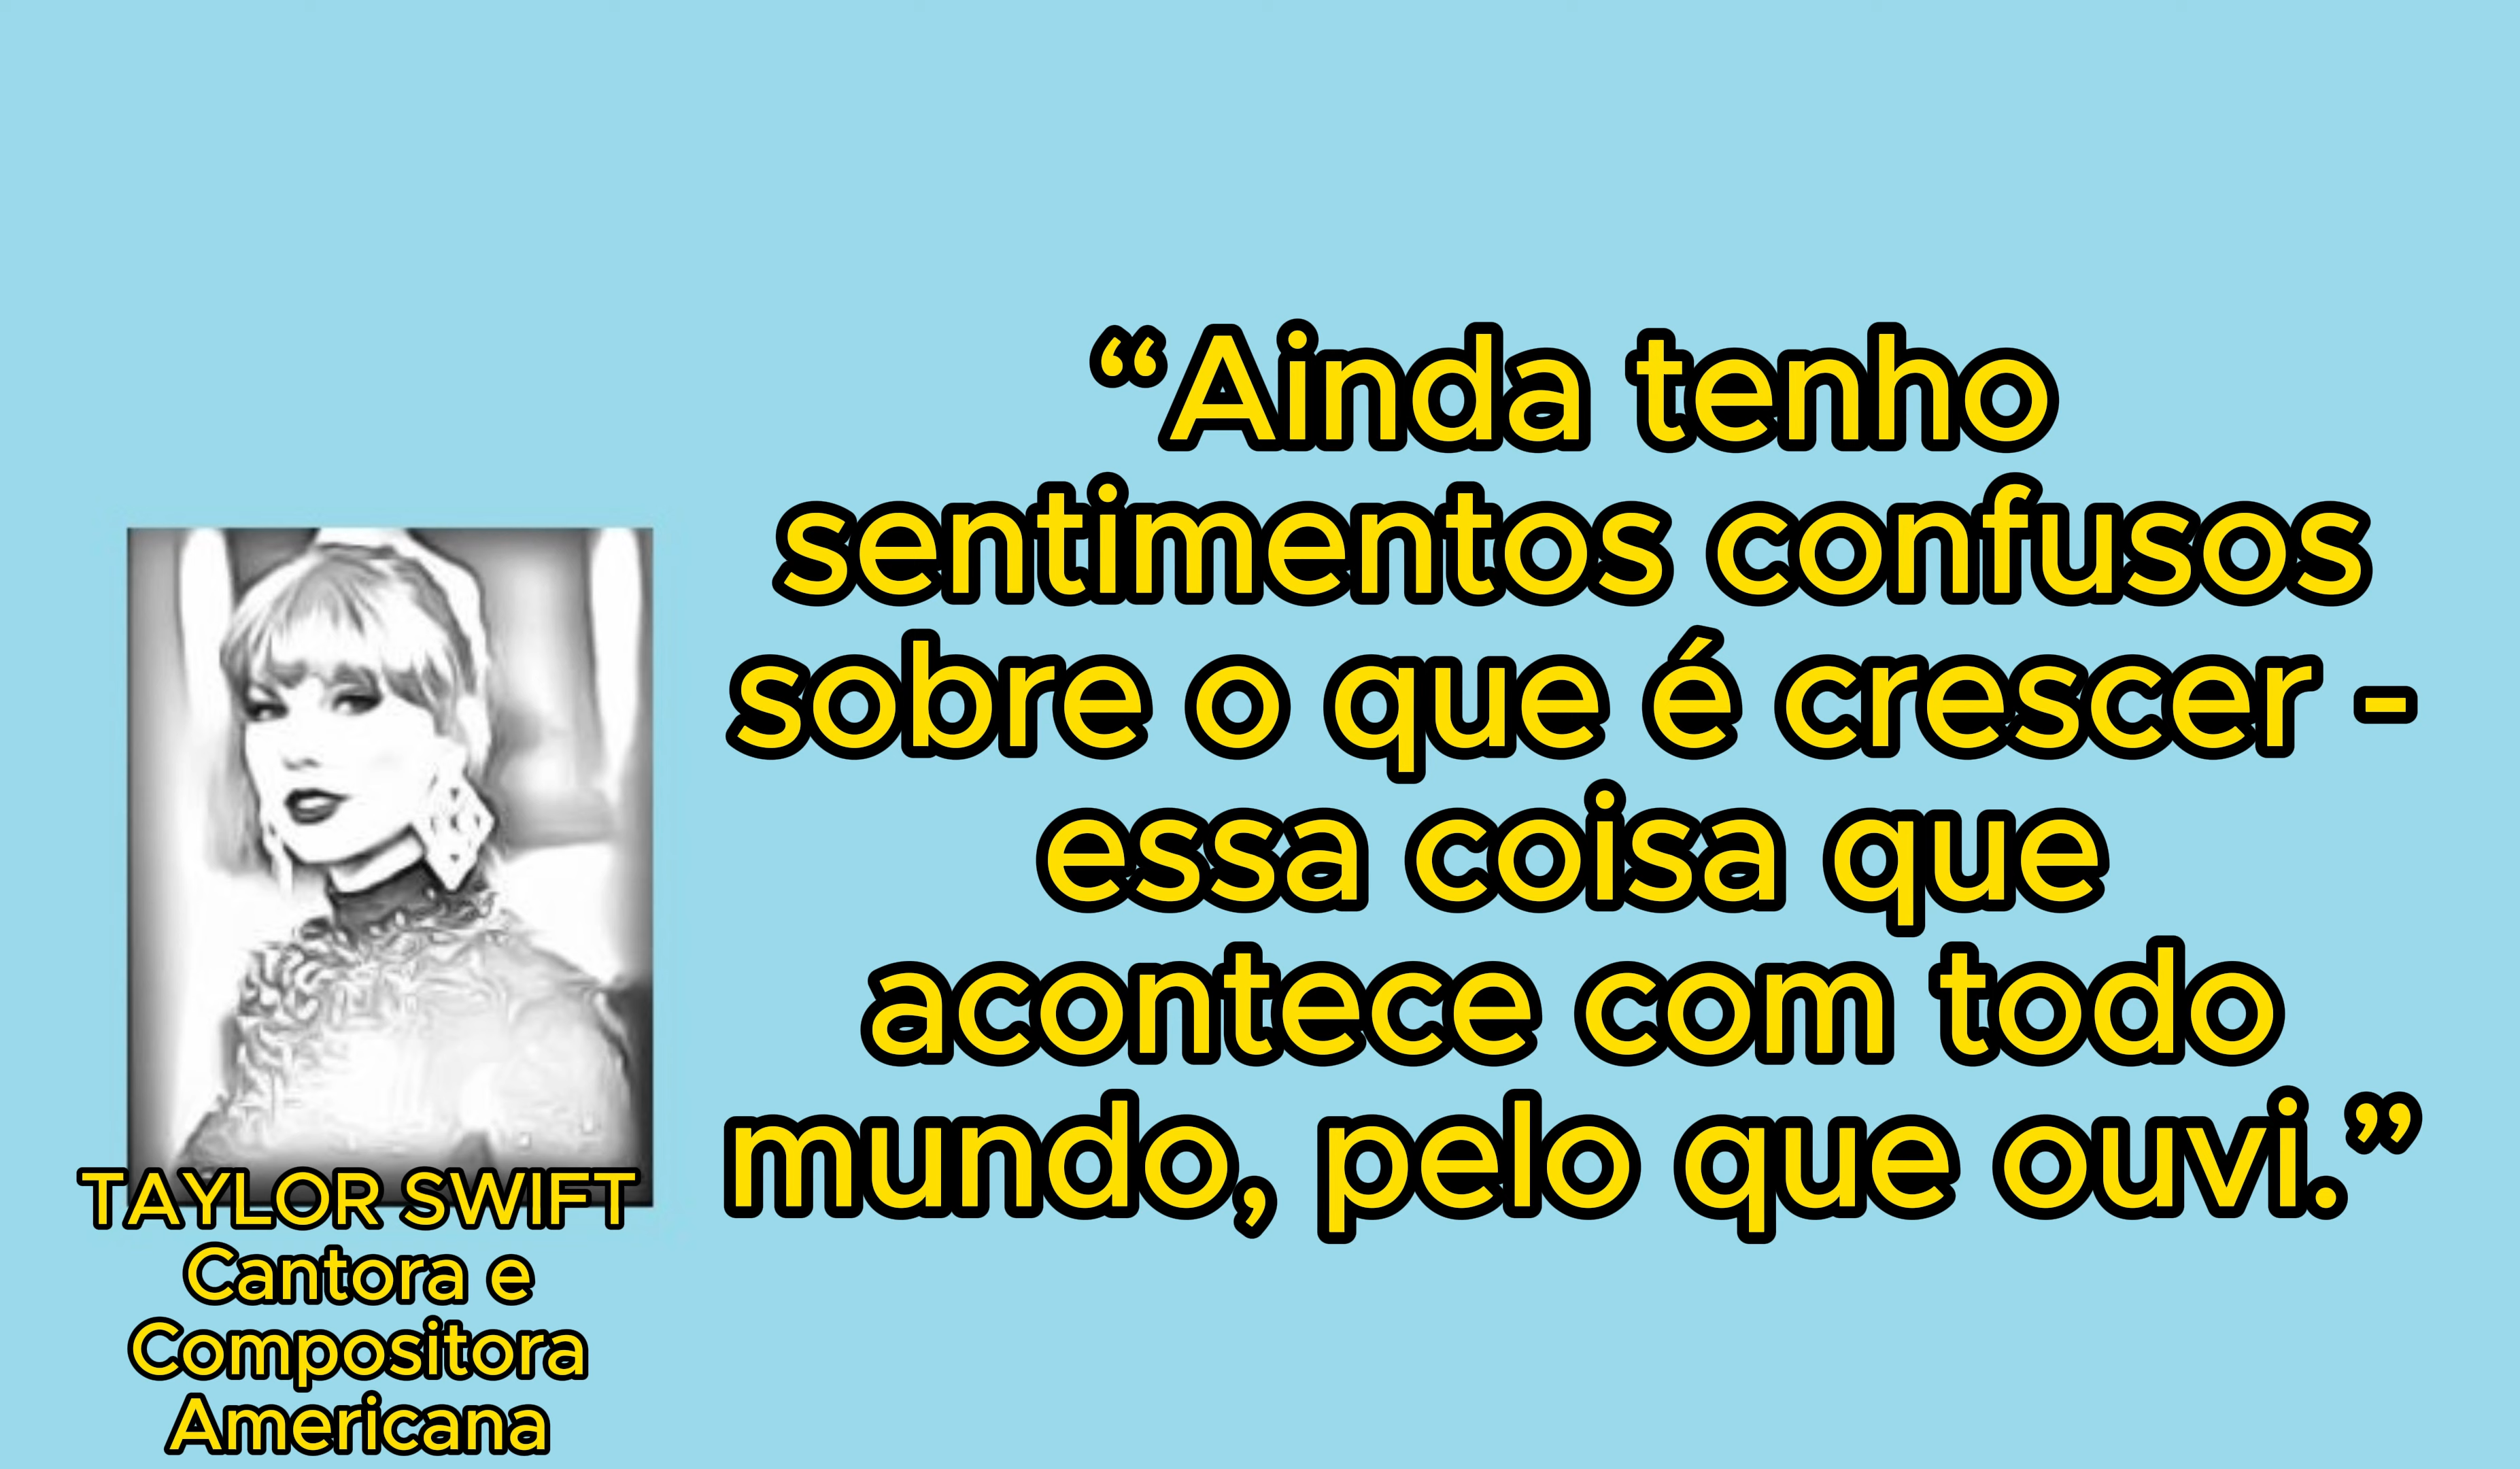 “Ainda tenho
sentimentos confusos
sobre o que é crescer -
essa coisa que
acontece com todo
mundo, pelo que ouvi.”
TAYLOR SWIFT
Cantora e
Compositora
Americana